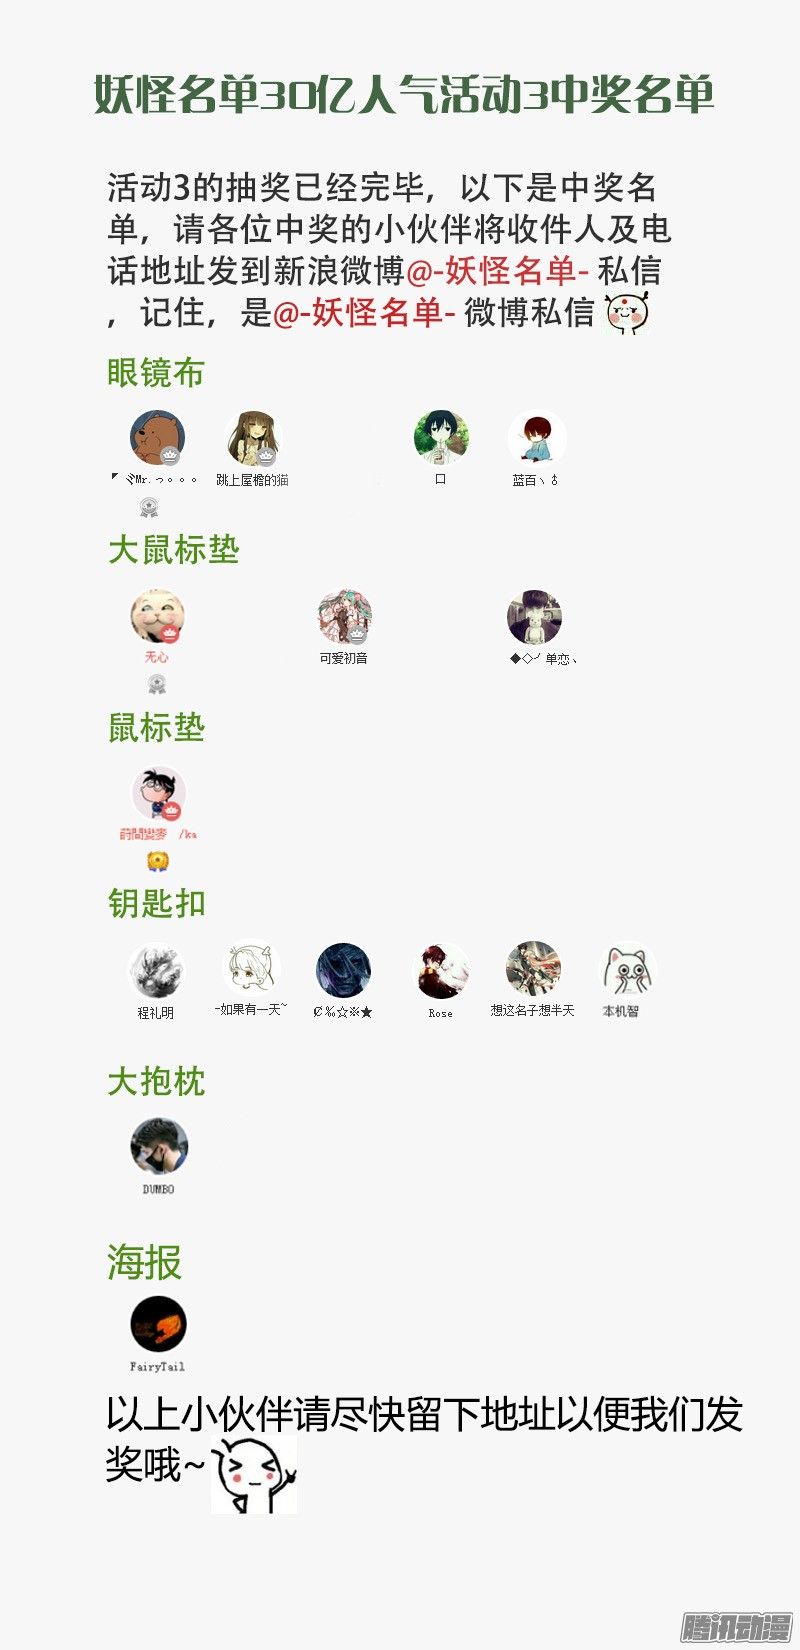 妖怪名单30亿人气活动3中奖名单
活动3的抽奖已经完毕，以下是中奖名
单，请各位中奖的小伙伴将收件人及电
话地址发到新浪微博@-妖怪名单- 私信
，记住，是@-妖怪名单- 微博私信
眼镜布
Mr.っ。。。 跳上屋檐的猫 口 蓝百ヽ
大鼠标垫
无心 可爱初音 ◆◇╯单恋、
鼠标垫
/ka
钥匙扣
程礼明 -如果有一天~ ₡‰☆※★ Rose 想这名子想半天 本机智
大抱枕
DUMBO
海报
FairyTail
以上小伙伴请尽快留下地址以便我们发
奖哦~
腾讯动漫